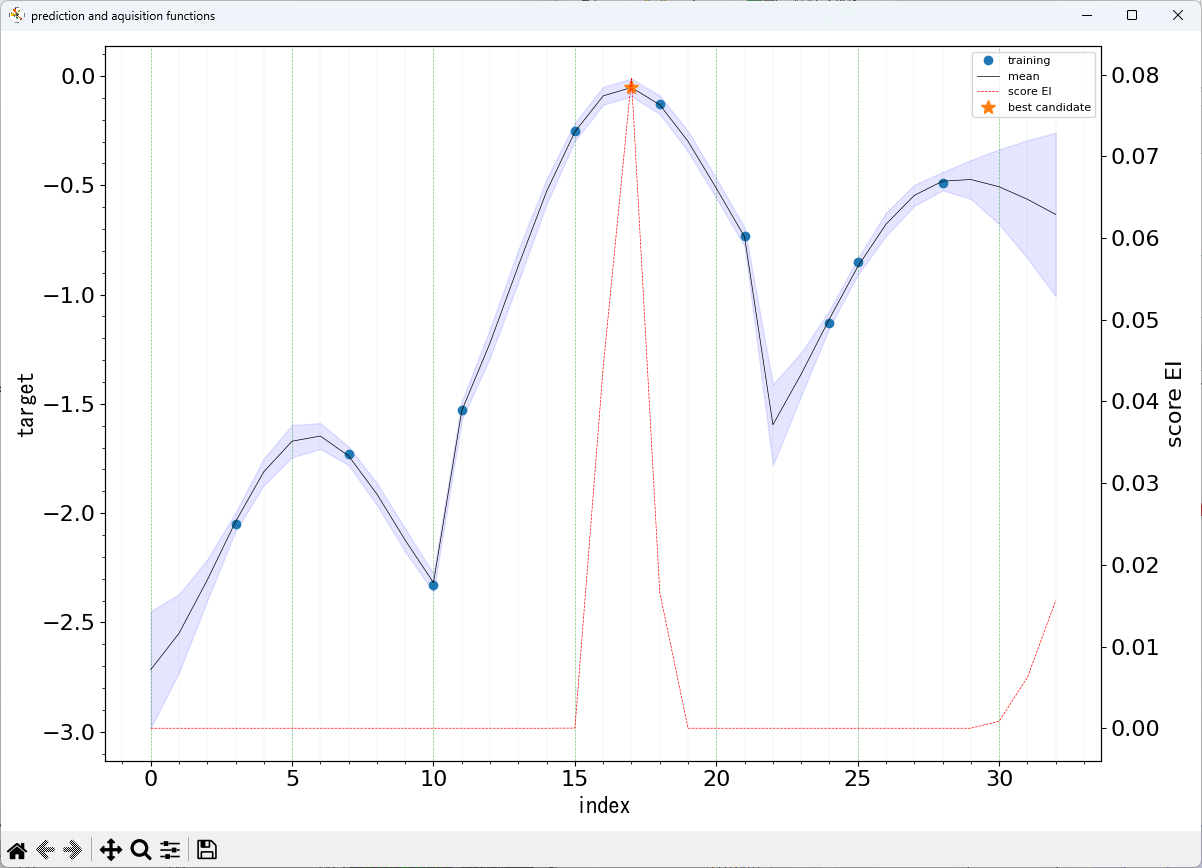 prediction and aquisition functions
training
mean
score EI
best candidate
0.0
−0.5
−1.0
−1.5
−2.0
−2.5
−3.0
target
0.08
0.07
0.06
0.05
0.04
0.03
0.02
0.01
0.00
score EI
0 5 10 15 20 25 30
index